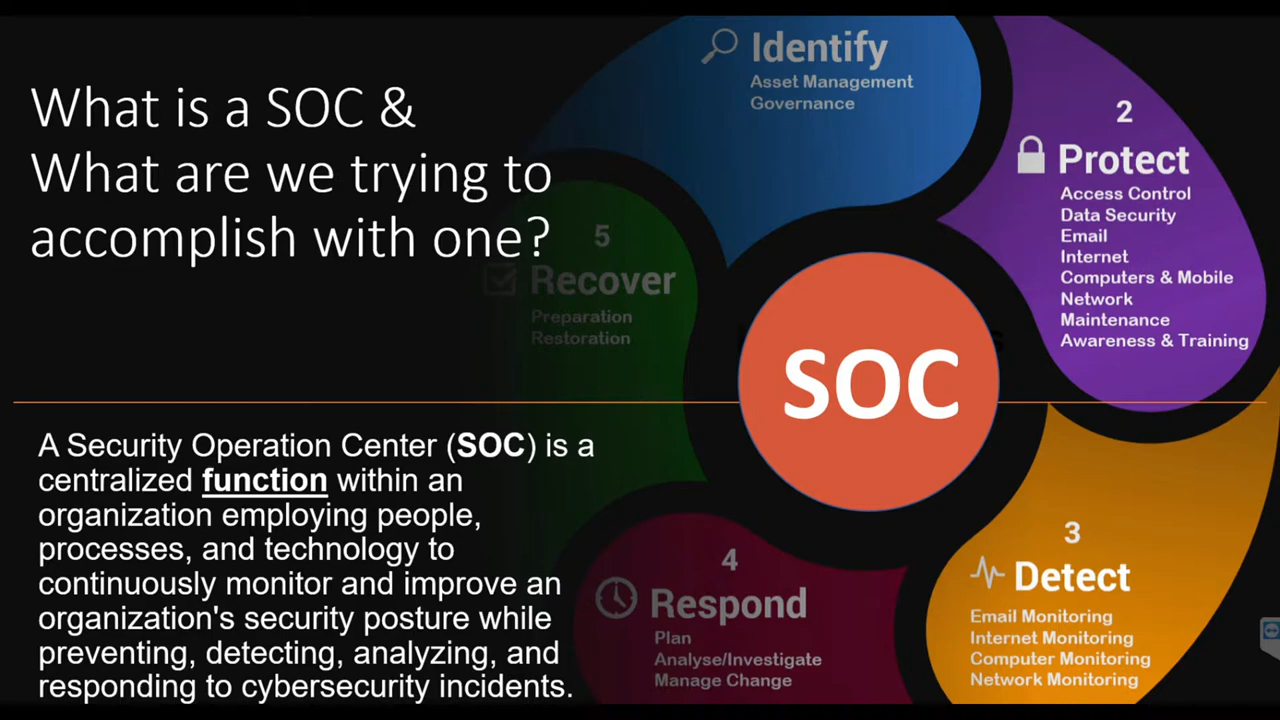 What is a SOC &
What are we trying to
accomplish with one?
A Security Operation Center (SOC) is a
centralized function within an
organization employing people,
processes, and technology to
continuously monitor and improve an
organization's security posture while
preventing, detecting, analyzing, and
responding to cybersecurity incidents.
SOC
Identify
Asset Management
Governance
2
Protect
Access Control
Data Security
Email
Internet
Computers & Mobile
Network
Maintenance
Awareness & Training
3
Detect
Email Monitoring
Internet Monitoring
Computer Monitoring
Network Monitoring
4
Respond
Plan
Analyse/Investigate
Manage Change
5
Recover
Preparation
Restoration